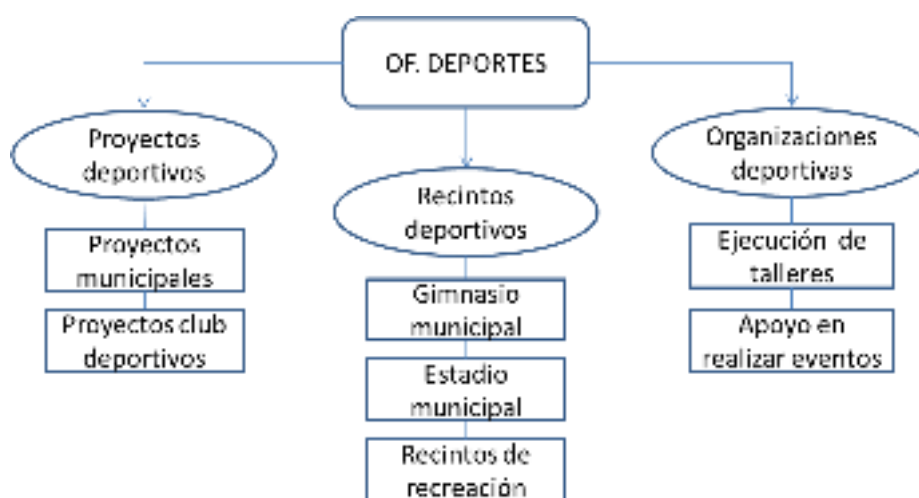 OF. DEPORTES
Proyectos
deportivos
Proyectos
municipales
Proyectos club
deportivos
Recintos
deportivos
Gimnasio
municipal
Estadio
municipal
Recintos de
recreación
Organizaciones
deportivas
Ejecución de
talleres
Apoyo en
realizar eventos